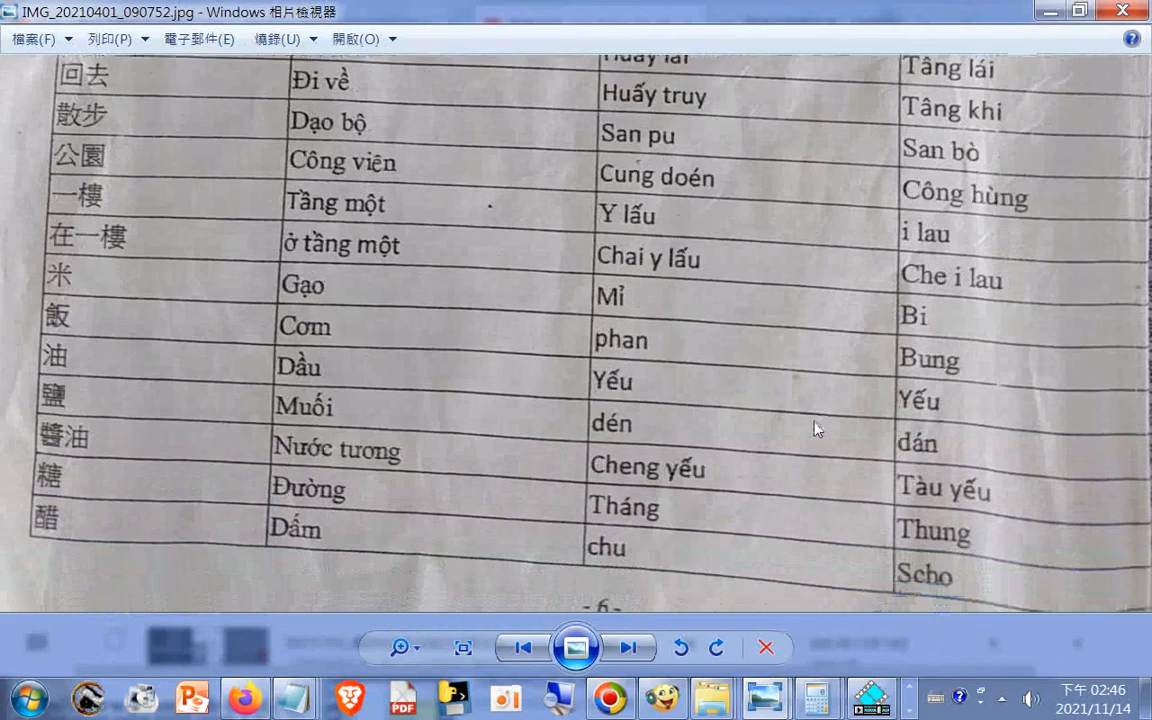 IMG_20210401_090752.jpg - Windows 相片檢視器
檔案(F) 列印(P) 電子郵件(E) 燒錄(U) 開啟(O)
Huấy lái Tâng lái
回去 Đi về Huấy truy Tâng khi
散步 Dạo bộ San pu San bò
公園 Công viên Cung doén Công hùng
一樓 Tầng một Y lấu i lau
在一樓 ở tầng một Chai y lấu Che i lau
米 Gạo Mỉ Bi
飯 Cơm phan Bung
油 Dầu Yếu Yếu
鹽 Muối dén dán
醬油 Nước tương Cheng yếu Tàu yếu
糖 Đường Tháng Thung
醋 Dấm chu Scho
- 6 -
PDF
下午 02:46
2021/11/14